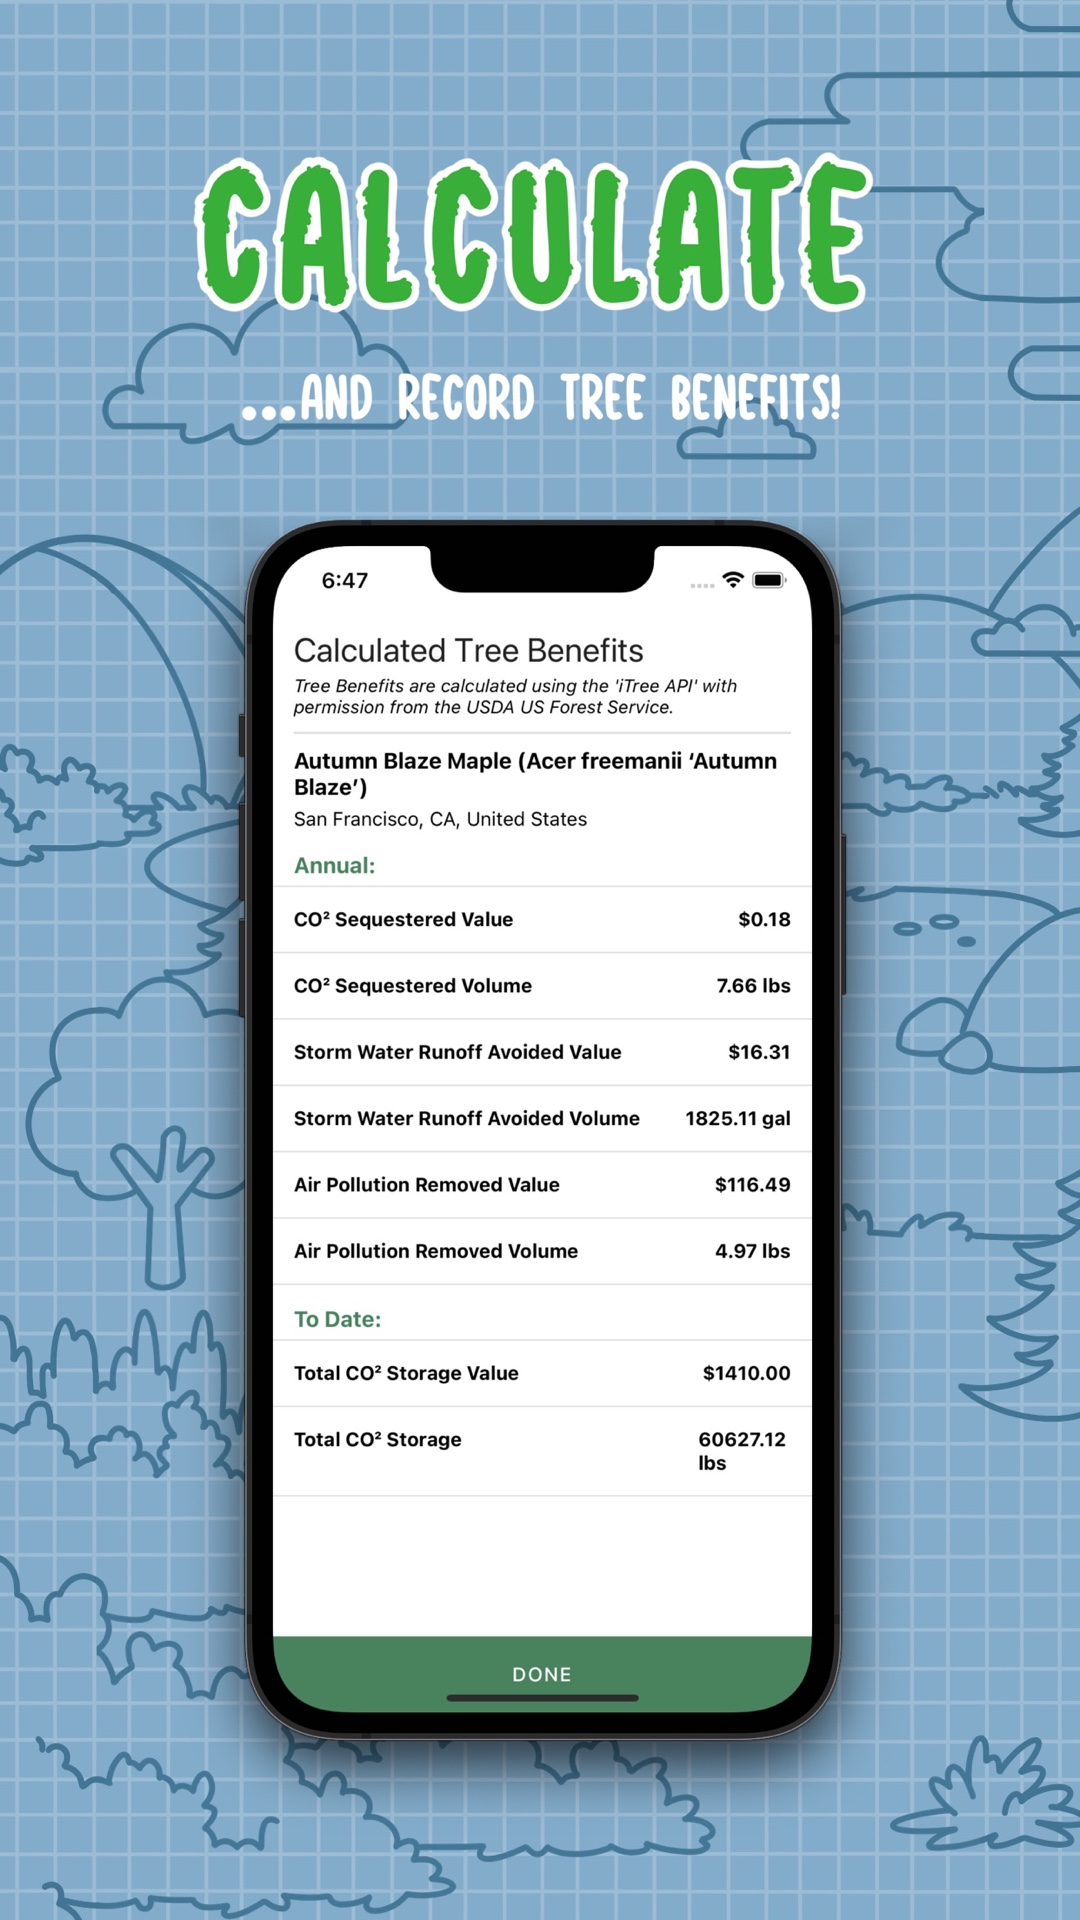 CALCULATE
...AND RECORD TREE BENEFITS!
6:47
Calculated Tree Benefits
Tree Benefits are calculated using the 'iTree API' with
permission from the USDA US Forest Service.
Autumn Blaze Maple (Acer freemanii ‘Autumn
Blaze’)
San Francisco, CA, United States
Annual:
CO² Sequestered Value $0.18
CO² Sequestered Volume 7.66 lbs
Storm Water Runoff Avoided Value $16.31
Storm Water Runoff Avoided Volume 1825.11 gal
Air Pollution Removed Value $116.49
Air Pollution Removed Volume 4.97 lbs
To Date:
Total CO² Storage Value $1410.00
Total CO² Storage 60627.12
lbs
DONE